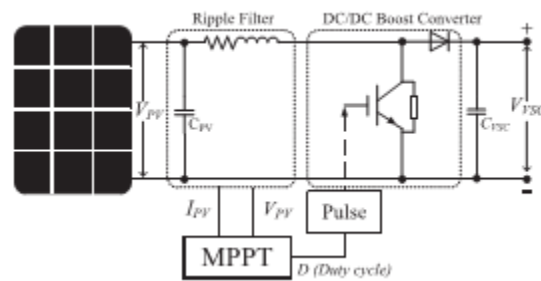 Ripple Filter
DC/DC Boost Converter
+
V_PV
C_PV
C_VSC
V_VSC
-
I_PV
V_PV
Pulse
MPPT
D (Duty cycle)